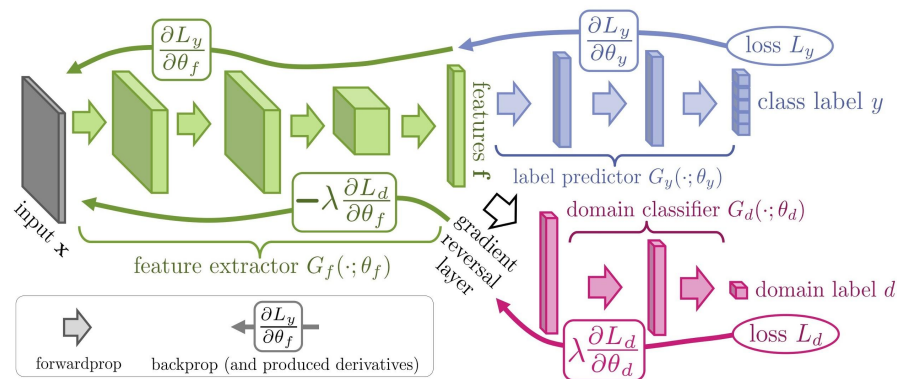 ∂L_y/∂θ_f
∂L_y/∂θ_y
loss L_y
features f
class label y
label predictor G_y(·; θ_y)
−λ ∂L_d/∂θ_f
input x
feature extractor G_f(·; θ_f)
gradient
reversal
layer
domain classifier G_d(·; θ_d)
domain label d
λ ∂L_d/∂θ_d
loss L_d
∂L_y/∂θ_f
forwardprop
backprop (and produced derivatives)